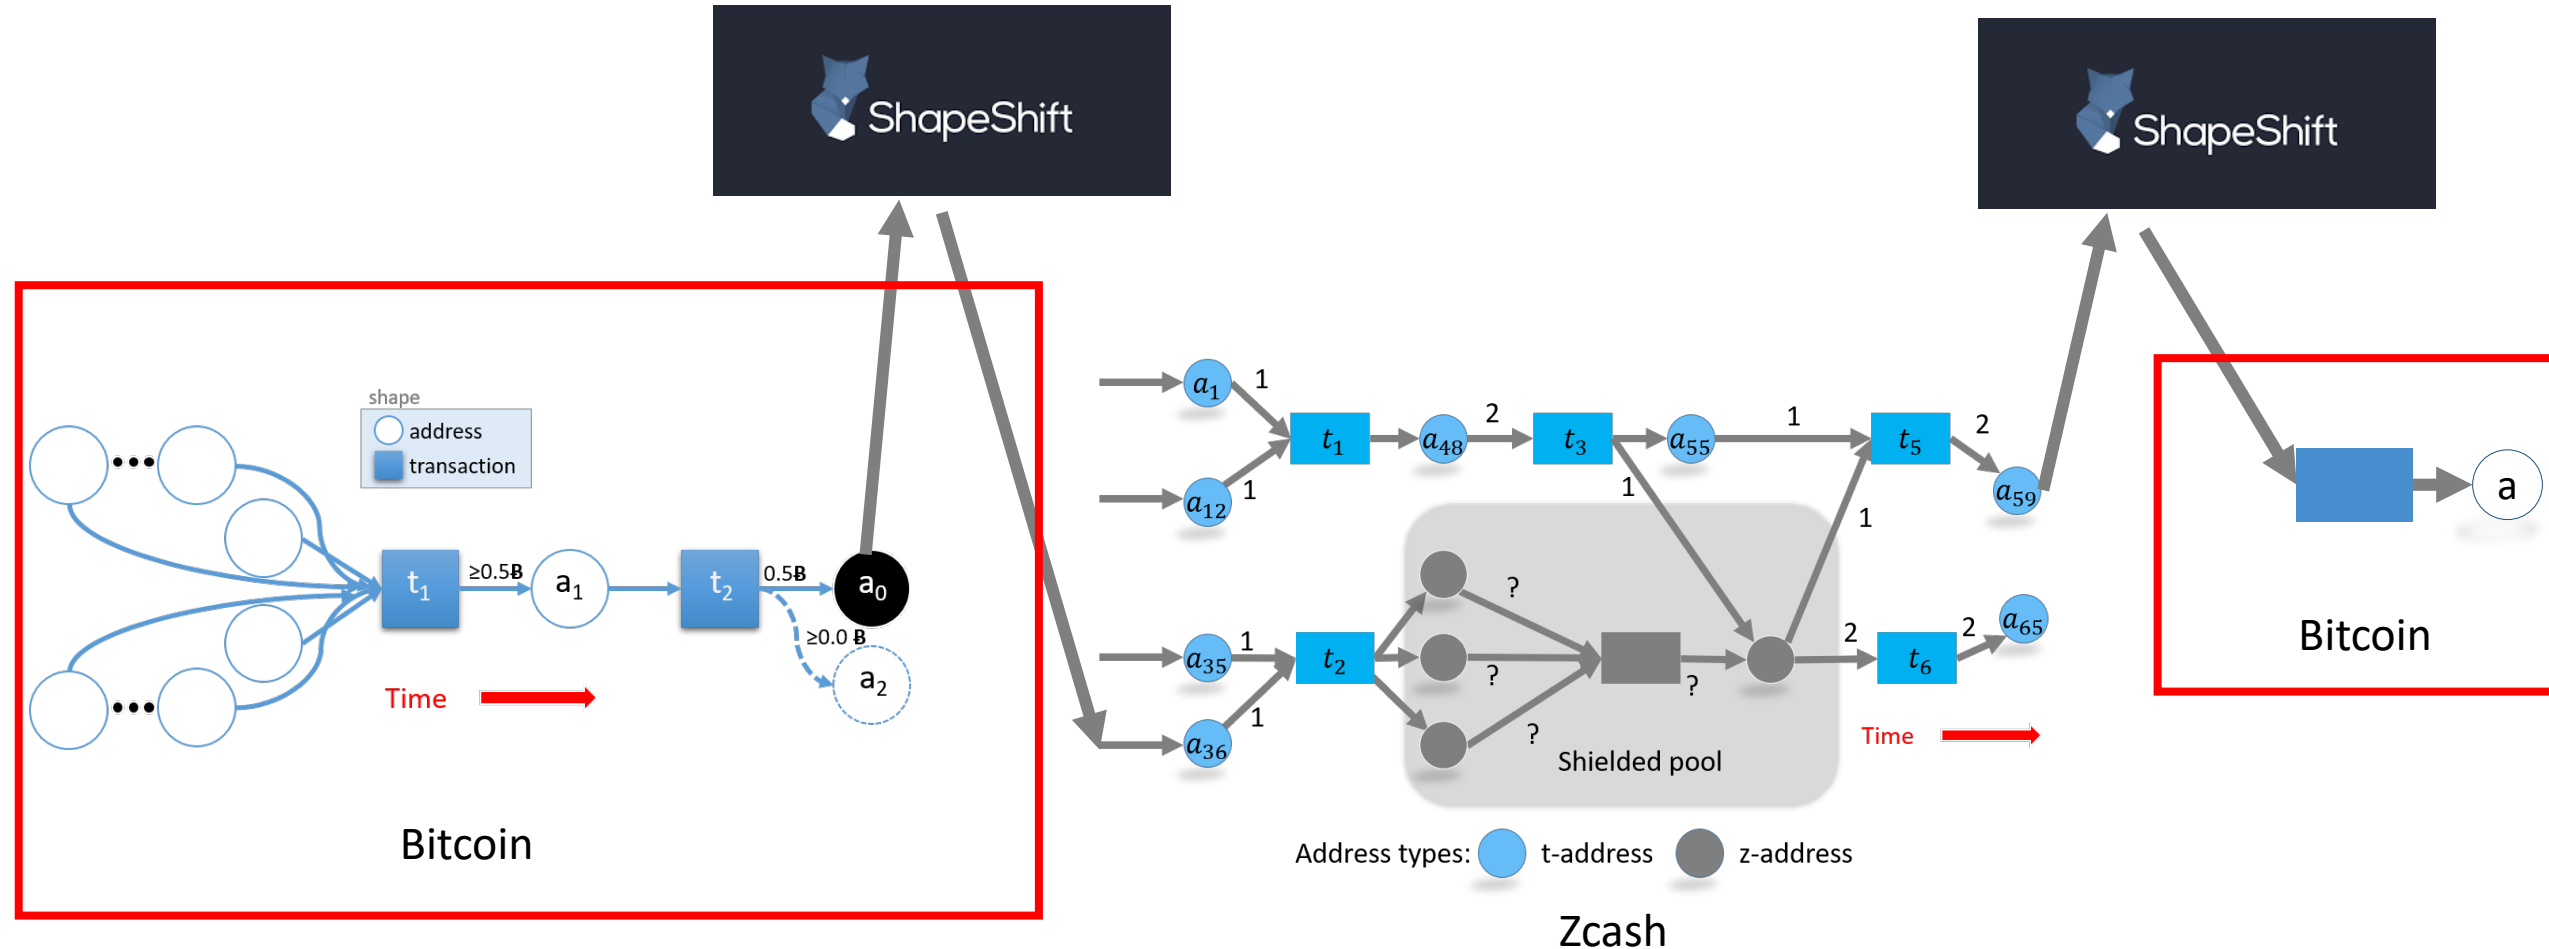 ShapeShift
ShapeShift
shape
address
transaction
t1
≥0.5Ƀ
a1
t2
0.5Ƀ
a0
≥0.0 Ƀ
a2
Time
Bitcoin
a1
1
a12
1
t1
a48
2
t3
a55
1
1
t5
2
a59
1
a35
1
a36
1
t2
?
?
?
?
Shielded pool
2
t6
2
a65
Time
Address types: t-address z-address
Zcash
a
Bitcoin